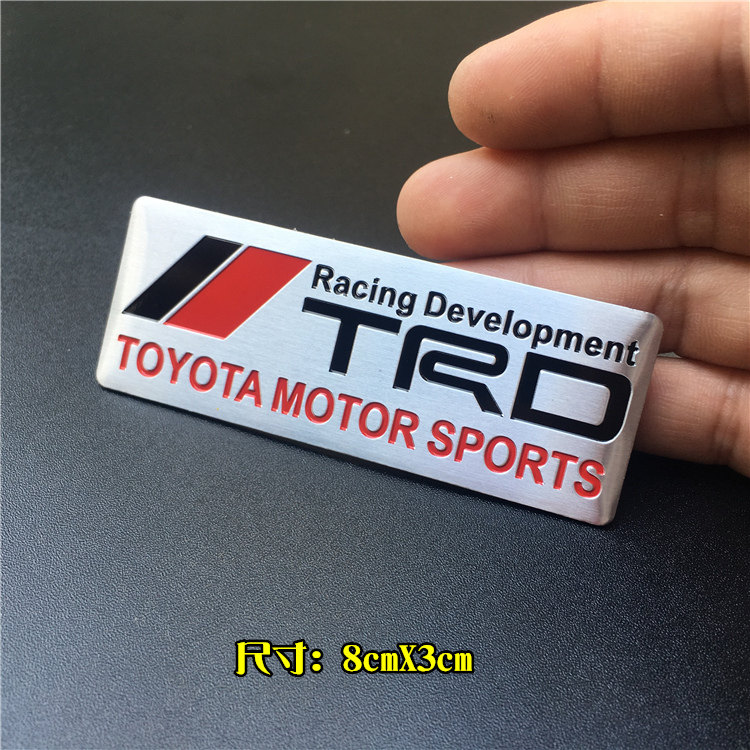 Racing Development
TRD
TOYOTA MOTOR SPORTS
尺寸：8cmX3cm